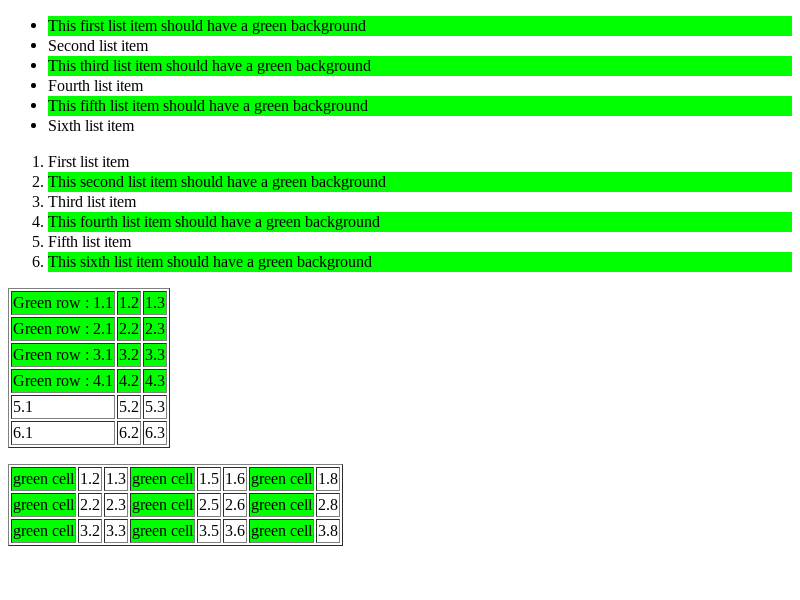 • This first list item should have a green background
• Second list item
• This third list item should have a green background
• Fourth list item
• This fifth list item should have a green background
• Sixth list item
1. First list item
2. This second list item should have a green background
3. Third list item
4. This fourth list item should have a green background
5. Fifth list item
6. This sixth list item should have a green background
Green row : 1.1 1.2 1.3
Green row : 2.1 2.2 2.3
Green row : 3.1 3.2 3.3
Green row : 4.1 4.2 4.3
5.1 5.2 5.3
6.1 6.2 6.3
green cell 1.2 1.3 green cell 1.5 1.6 green cell 1.8
green cell 2.2 2.3 green cell 2.5 2.6 green cell 2.8
green cell 3.2 3.3 green cell 3.5 3.6 green cell 3.8